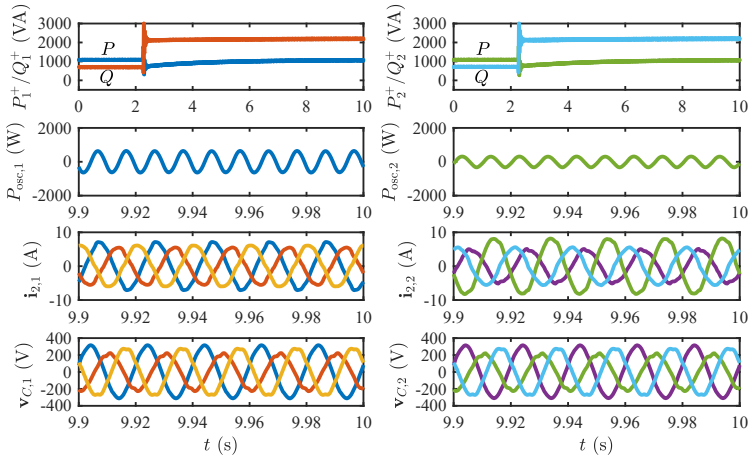 P₁⁺/Q₁⁺ (VA)
3000
2000
1000
0
P
Q
0 2 4 6 8 10
P₂⁺/Q₂⁺ (VA)
3000
2000
1000
0
P
Q
0 2 4 6 8 10
P_osc,1 (W)
2000
0
-2000
9.9 9.92 9.94 9.96 9.98 10
P_osc,2 (W)
2000
0
-2000
9.9 9.92 9.94 9.96 9.98 10
i_2,1 (A)
10
0
-10
9.9 9.92 9.94 9.96 9.98 10
i_2,2 (A)
10
0
-10
9.9 9.92 9.94 9.96 9.98 10
v_C,1 (V)
400
200
0
-200
-400
9.9 9.92 9.94 9.96 9.98 10
t (s)
v_C,2 (V)
400
200
0
-200
-400
9.9 9.92 9.94 9.96 9.98 10
t (s)